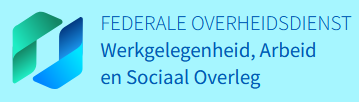 FEDERALE OVERHEIDSDIENST
Werkgelegenheid, Arbeid
en Sociaal Overleg